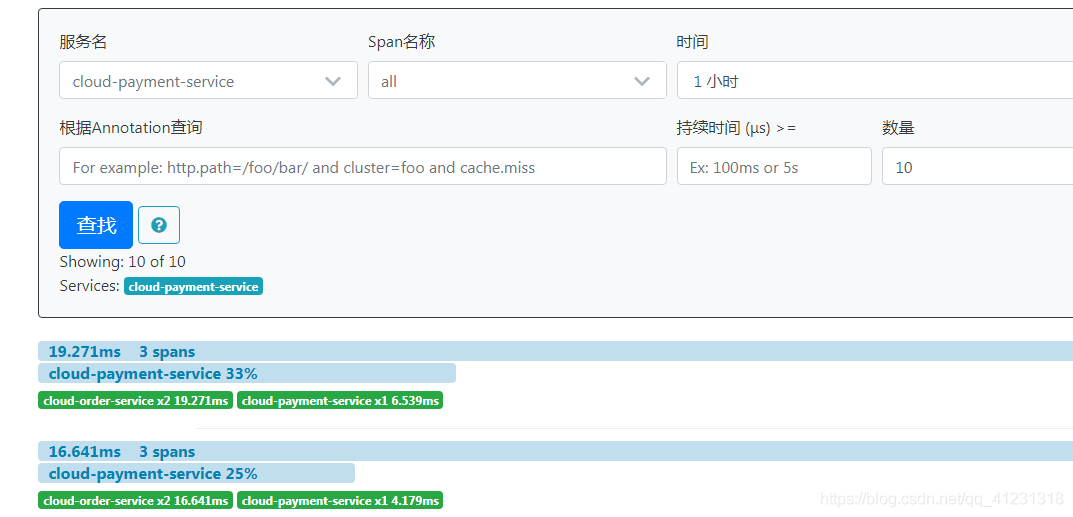 服务名 Span名称 时间
cloud-payment-service all 1 小时
根据Annotation查询 持续时间 (μs) >= 数量
For example: http.path=/foo/bar/ and cluster=foo and cache.miss Ex: 100ms or 5s 10
查找 ?
Showing: 10 of 10
Services: cloud-payment-service
19.271ms 3 spans
cloud-payment-service 33%
cloud-order-service x2 19.271ms cloud-payment-service x1 6.539ms
16.641ms 3 spans
cloud-payment-service 25%
cloud-order-service x2 16.641ms cloud-payment-service x1 4.179ms
https://blog.csdn.net/qq_41231318